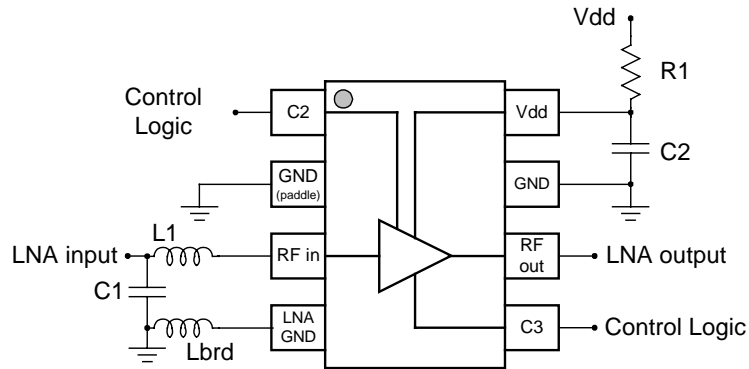 Vdd
R1
Control
Logic
C2
Vdd
C2
GND
(paddle)
GND
L1
LNA input
RF in
RF
out
LNA output
C1
LNA
GND
Lbrd
C3
Control Logic